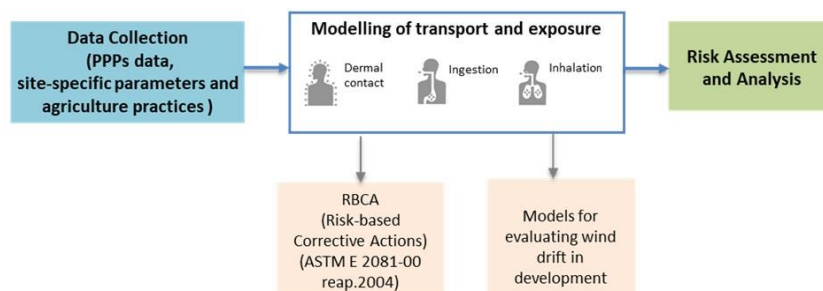 Data Collection
(PPPs data,
site-specific parameters and
agriculture practices )
Modelling of transport and exposure
Dermal
contact
Ingestion
Inhalation
Risk Assessment
and Analysis
RBCA
(Risk-based
Corrective Actions)
(ASTM E 2081-00
reap.2004)
Models for
evaluating wind
drift in
development